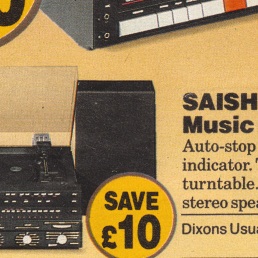 SAISH
Music
Auto-stop
indicator.
turntable.
stereo spea
Dixons Usua
SAVE
£10